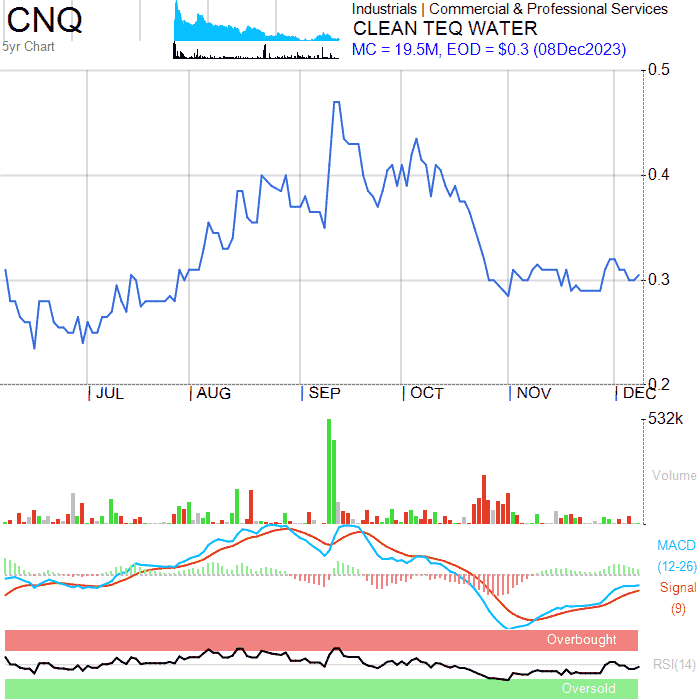 CNQ
5yr Chart
Industrials | Commercial & Professional Services
CLEAN TEQ WATER
MC = 19.5M, EOD = $0.3 (08Dec2023)
0.5
0.4
0.3
0.2
JUL AUG SEP OCT NOV DEC
532k
Volume
MACD
(12-26)
Signal
(9)
Overbought
RSI(14)
Oversold